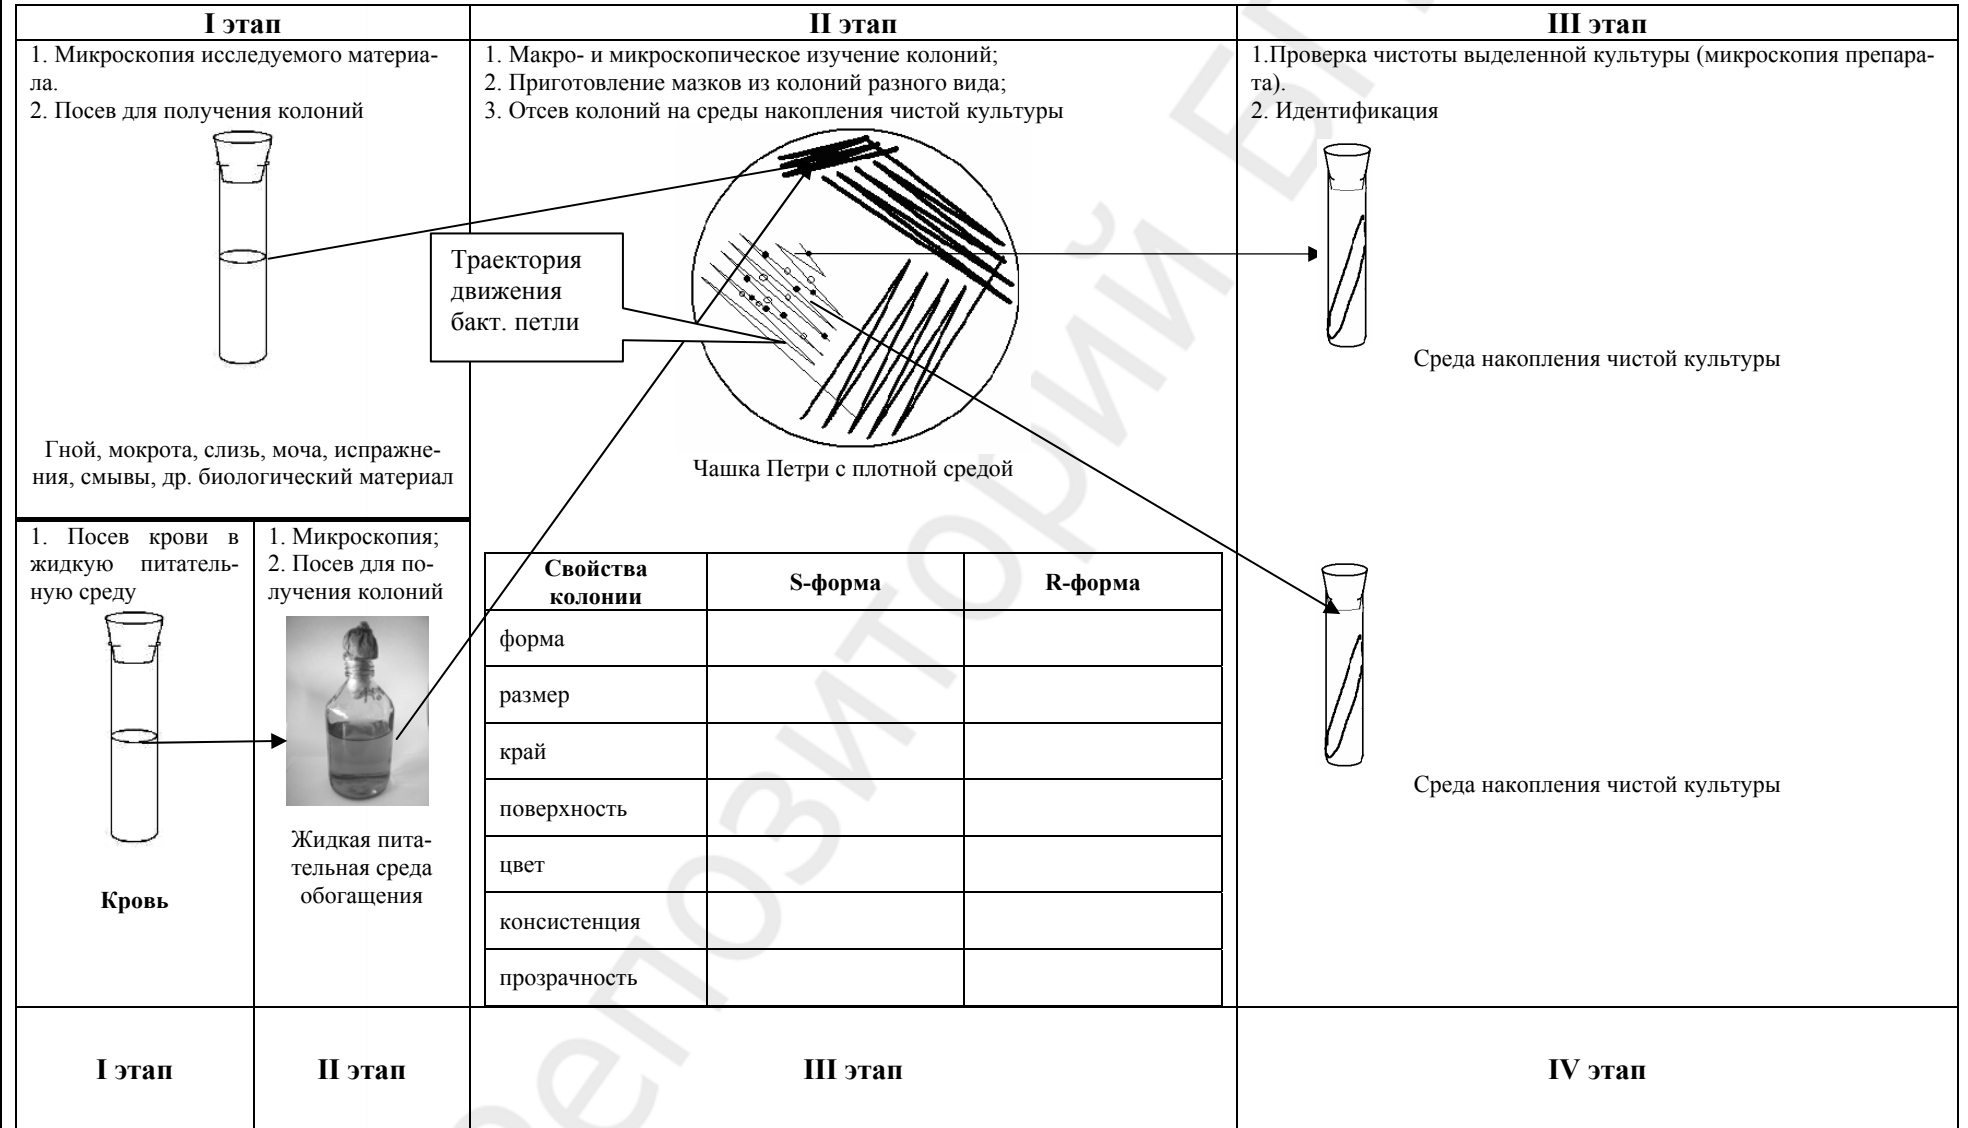 I этап
II этап
III этап
1. Микроскопия исследуемого материа-
ла.
2. Посев для получения колоний
1. Макро- и микроскопическое изучение колоний;
2. Приготовление мазков из колоний разного вида;
3. Отсев колоний на среды накопления чистой культуры
1.Проверка чистоты выделенной культуры (микроскопия препара-
та).
2. Идентификация
Траектория
движения
бакт. петли
Среда накопления чистой культуры
Гной, мокрота, слизь, моча, испражне-
ния, смывы, др. биологический материал
Чашка Петри с плотной средой
1. Посев крови в
жидкую питатель-
ную среду
1. Микроскопия;
2. Посев для по-
лучения колоний
Кровь
Жидкая пита-
тельная среда
обогащения
Свойства
колонии
S-форма
R-форма
форма
размер
край
поверхность
цвет
консистенция
прозрачность
Среда накопления чистой культуры
I этап
II этап
III этап
IV этап
Репозиторий БГ